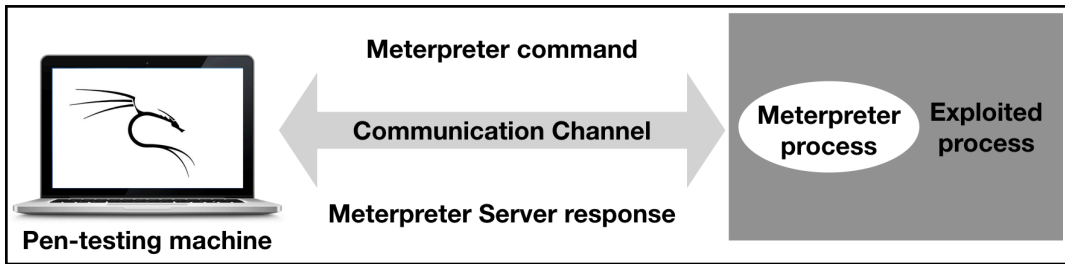 Meterpreter command
Communication Channel
Meterpreter Server response
Pen-testing machine
Meterpreter
process
Exploited
process